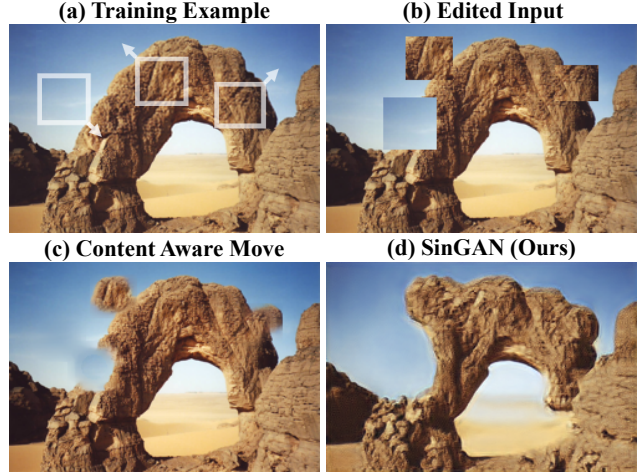 (a) Training Example
(b) Edited Input
(c) Content Aware Move
(d) SinGAN (Ours)